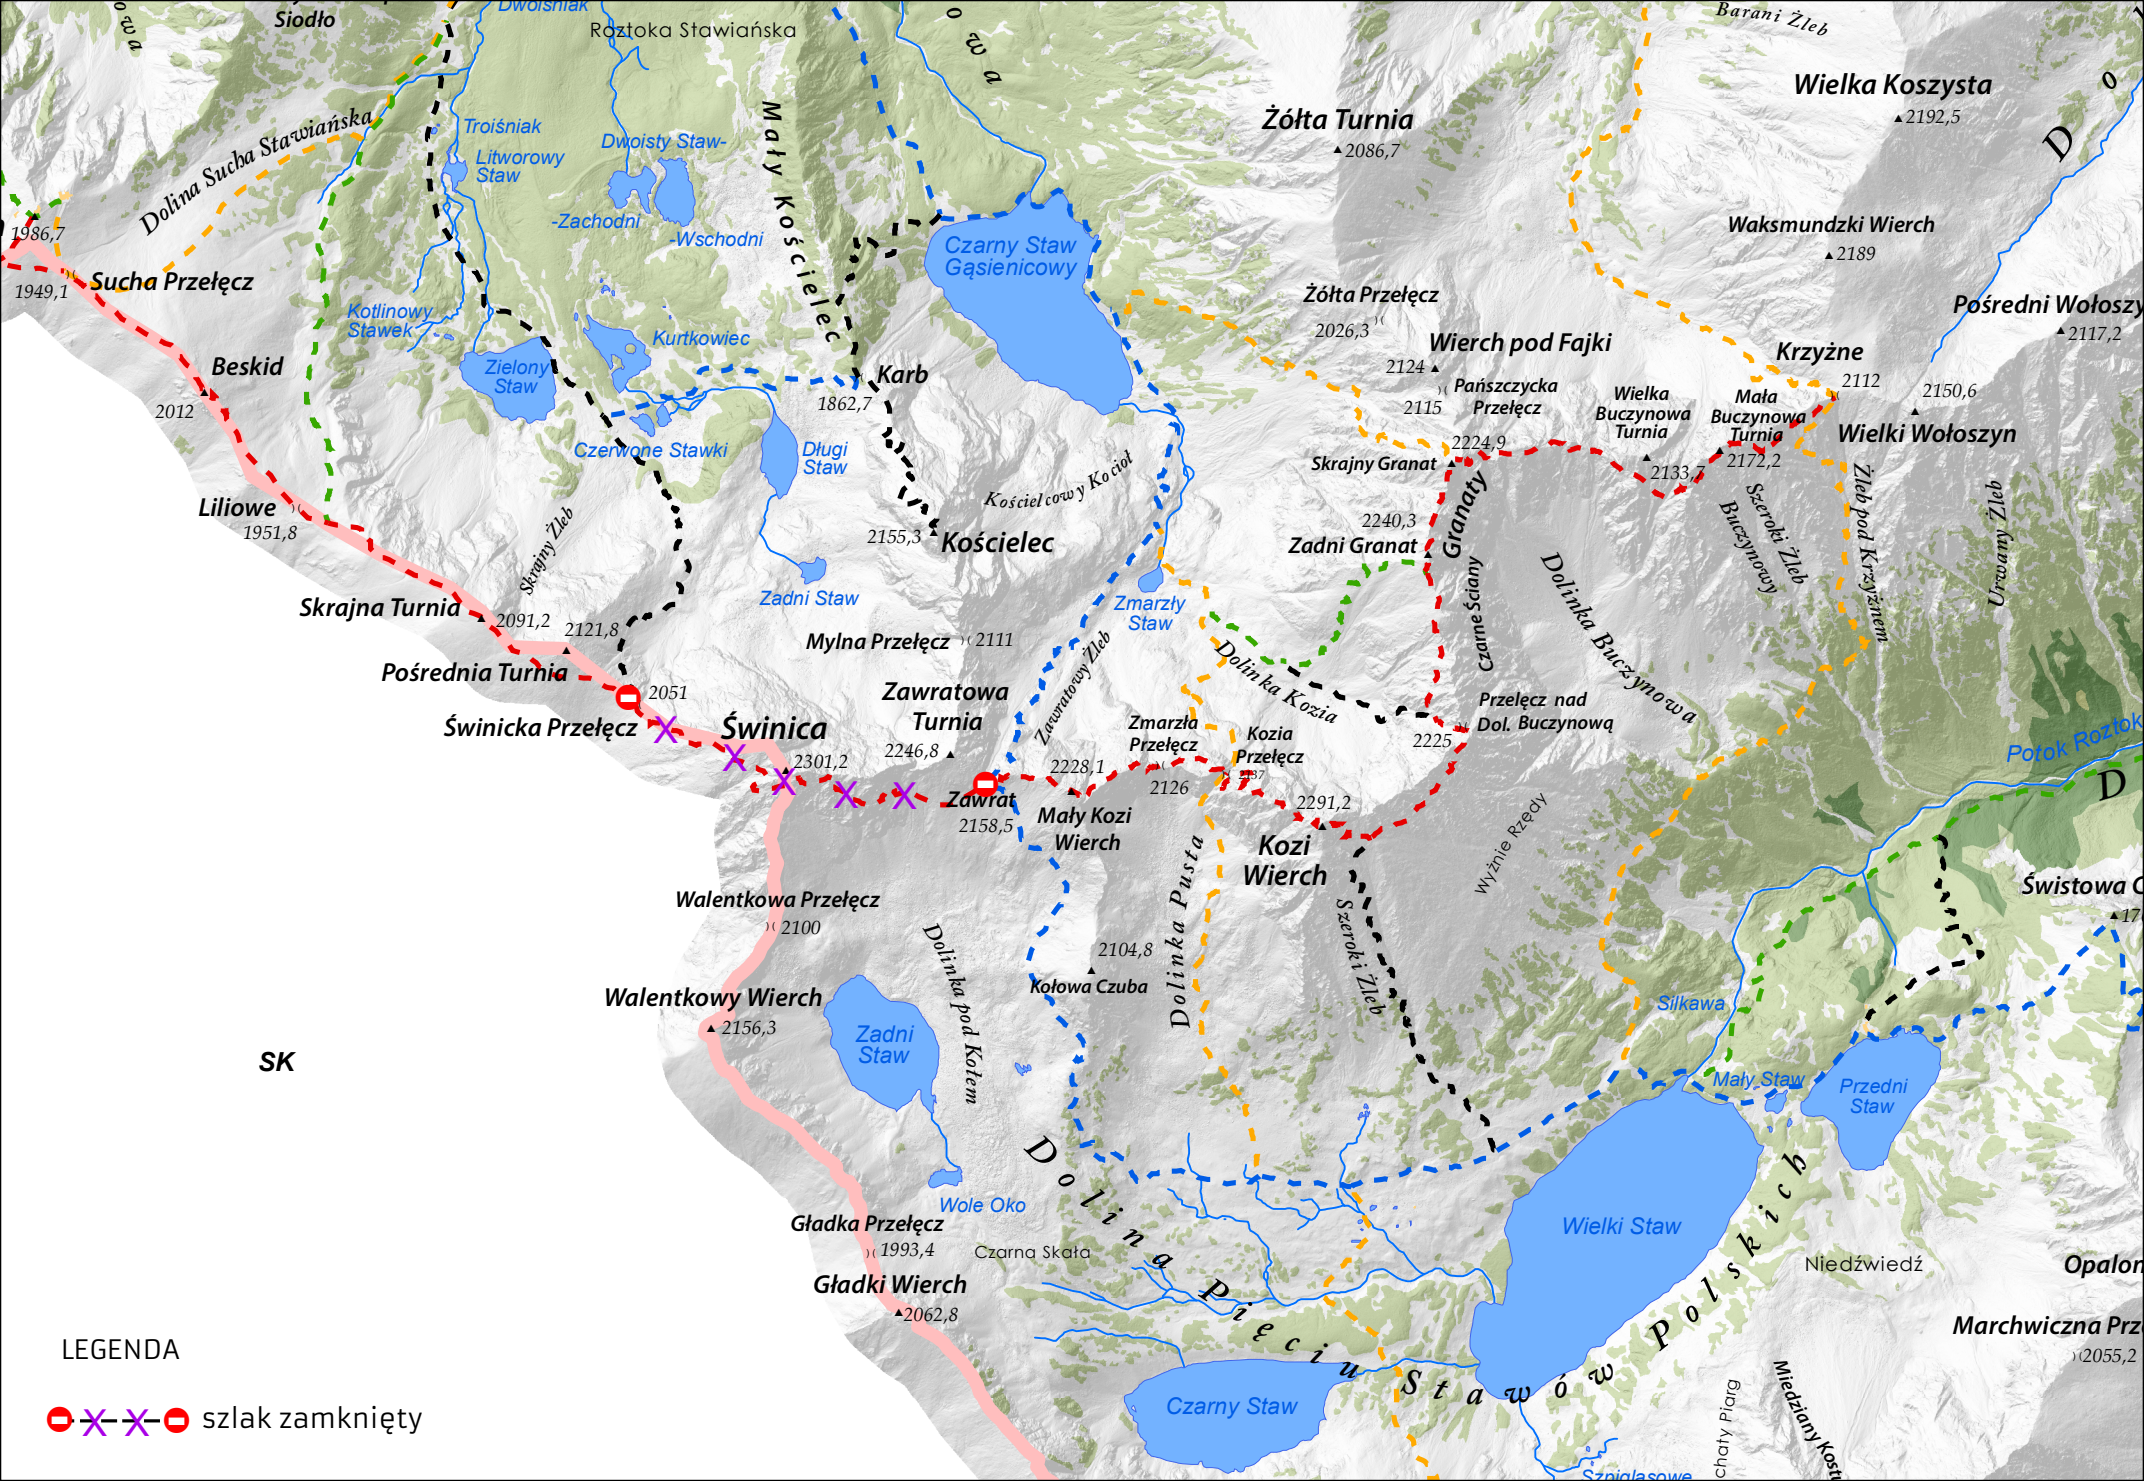 Siodło
Dwoiśniak
Roztoka Stawiańska
Barani Żleb
Wielka Koszysta
2192,5
Żółta Turnia
2086,7
Dolina Sucha Stawiańska
Troiśniak
Litworowy
Staw
Dwoisty Staw-
-Zachodni
-Wschodni
Mały Kościelec
Czarny Staw
Gąsienicowy
Waksmundzki Wierch
2189
1986,7
1949,1
Sucha Przełęcz
Kotlinowy
Stawek
Kurtkowiec
Żółta Przełęcz
2026,3
Pośredni Wołoszy
2117,2
Wierch pod Fajki
2124
Krzyżne
2112
Beskid
2012
Zielony
Staw
Karb
1862,7
Pańszczycka
Przełęcz
2115
Wielka
Buczynowa
Turnia
2133,7
Mała
Buczynowa
Turnia
2172,2
2150,6
Wielki Wołoszyn
Czerwone Stawki
Długi
Staw
2224,9
Skrajny Granat
Granaty
Kościelcowy Kocioł
Liliowe
1951,8
Skrajny Żleb
2155,3
Kościelec
2240,3
Zadni Granat
Czarne Ściany
Szeroki Żleb
Buczynowy
Żleb pod Krzyżnem
Urwany Żleb
Dolinka Buczynowa
Zadni Staw
Zmarzły
Staw
Skrajna Turnia
2091,2
2121,8
Pośrednia Turnia
Mylna Przełęcz
2111
Zawratowy Żleb
Dolinka Kozia
2051
Świnicka Przełęcz
Świnica
2301,2
Zawratowa
Turnia
2246,8
Zmarzła
Przełęcz
2126
Kozia
Przełęcz
2137
Przełęcz nad
Dol. Buczynową
2225
Potok Roztok
D
o
D
Zawrat
2158,5
2228,1
Mały Kozi
Wierch
2291,2
Kozi
Wierch
Wyżnie Rzędy
Świstowa C
Walentkowa Przełęcz
2100
Dolinka pod Kołem
2104,8
Kołowa Czuba
Dolinka Pusta
Szeroki Żleb
Walentkowy Wierch
2156,3
Zadni
Staw
Silkawa
Mały Staw
Przedni
Staw
SK
Wole Oko
Dolina Pięciu Stawów Polskich
Wielki Staw
Gładka Przełęcz
1993,4
Czarna Skała
Niedźwiedź
Opalon
Gładki Wierch
2062,8
Marchwiczna Prz
2055,2
Czarny Staw
chaty Piarg
Miedziany Kost
Szpiglasowe
LEGENDA
szlak zamknięty